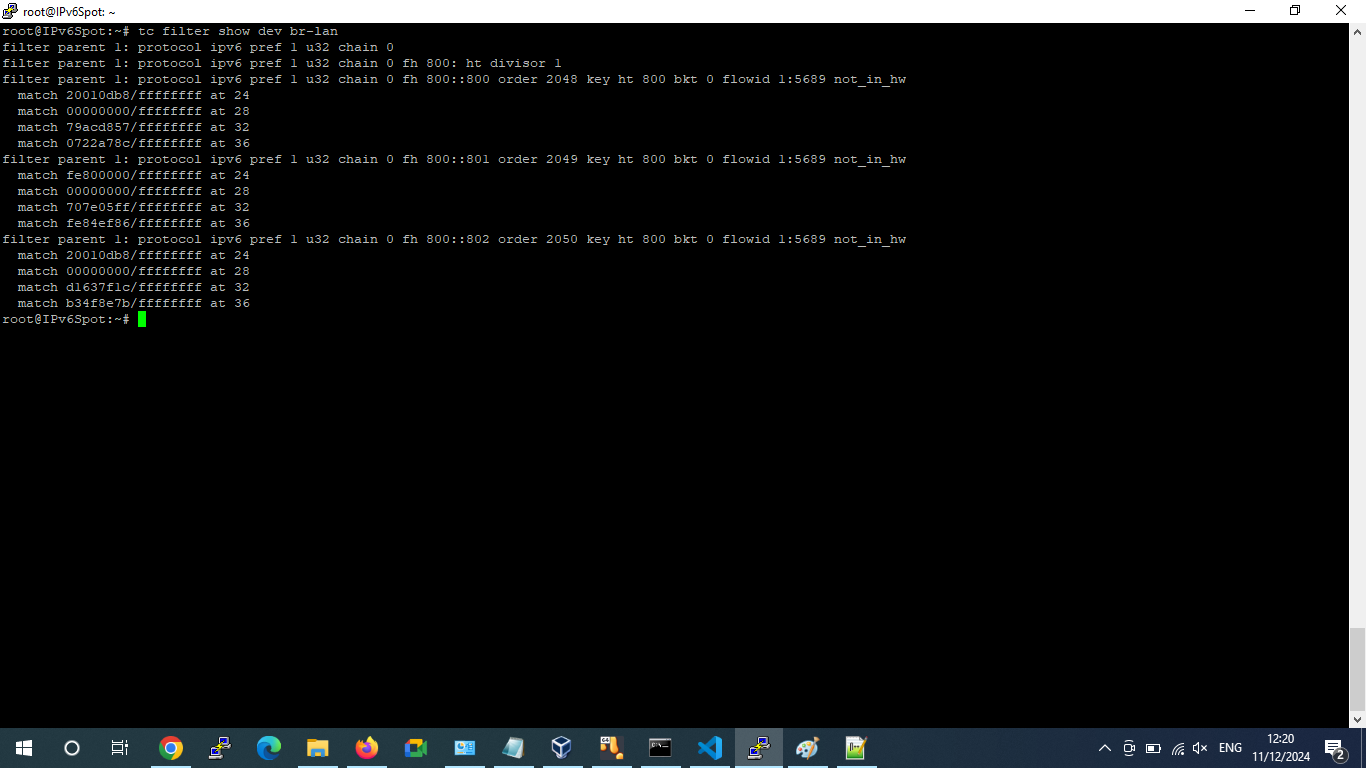 root@IPv6Spot: ~
root@IPv6Spot:~# tc filter show dev br-lan
filter parent 1: protocol ipv6 pref 1 u32 chain 0
filter parent 1: protocol ipv6 pref 1 u32 chain 0 fh 800: ht divisor 1
filter parent 1: protocol ipv6 pref 1 u32 chain 0 fh 800::800 order 2048 key ht 800 bkt 0 flowid 1:5689 not_in_hw
  match 20010db8/ffffffff at 24
  match 00000000/ffffffff at 28
  match 79acd857/ffffffff at 32
  match 0722a78c/ffffffff at 36
filter parent 1: protocol ipv6 pref 1 u32 chain 0 fh 800::801 order 2049 key ht 800 bkt 0 flowid 1:5689 not_in_hw
  match fe800000/ffffffff at 24
  match 00000000/ffffffff at 28
  match 707e05ff/ffffffff at 32
  match fe84ef86/ffffffff at 36
filter parent 1: protocol ipv6 pref 1 u32 chain 0 fh 800::802 order 2050 key ht 800 bkt 0 flowid 1:5689 not_in_hw
  match 20010db8/ffffffff at 24
  match 00000000/ffffffff at 28
  match d1637f1c/ffffffff at 32
  match b34f8e7b/ffffffff at 36
root@IPv6Spot:~#
ENG
12:20
11/12/2024
2